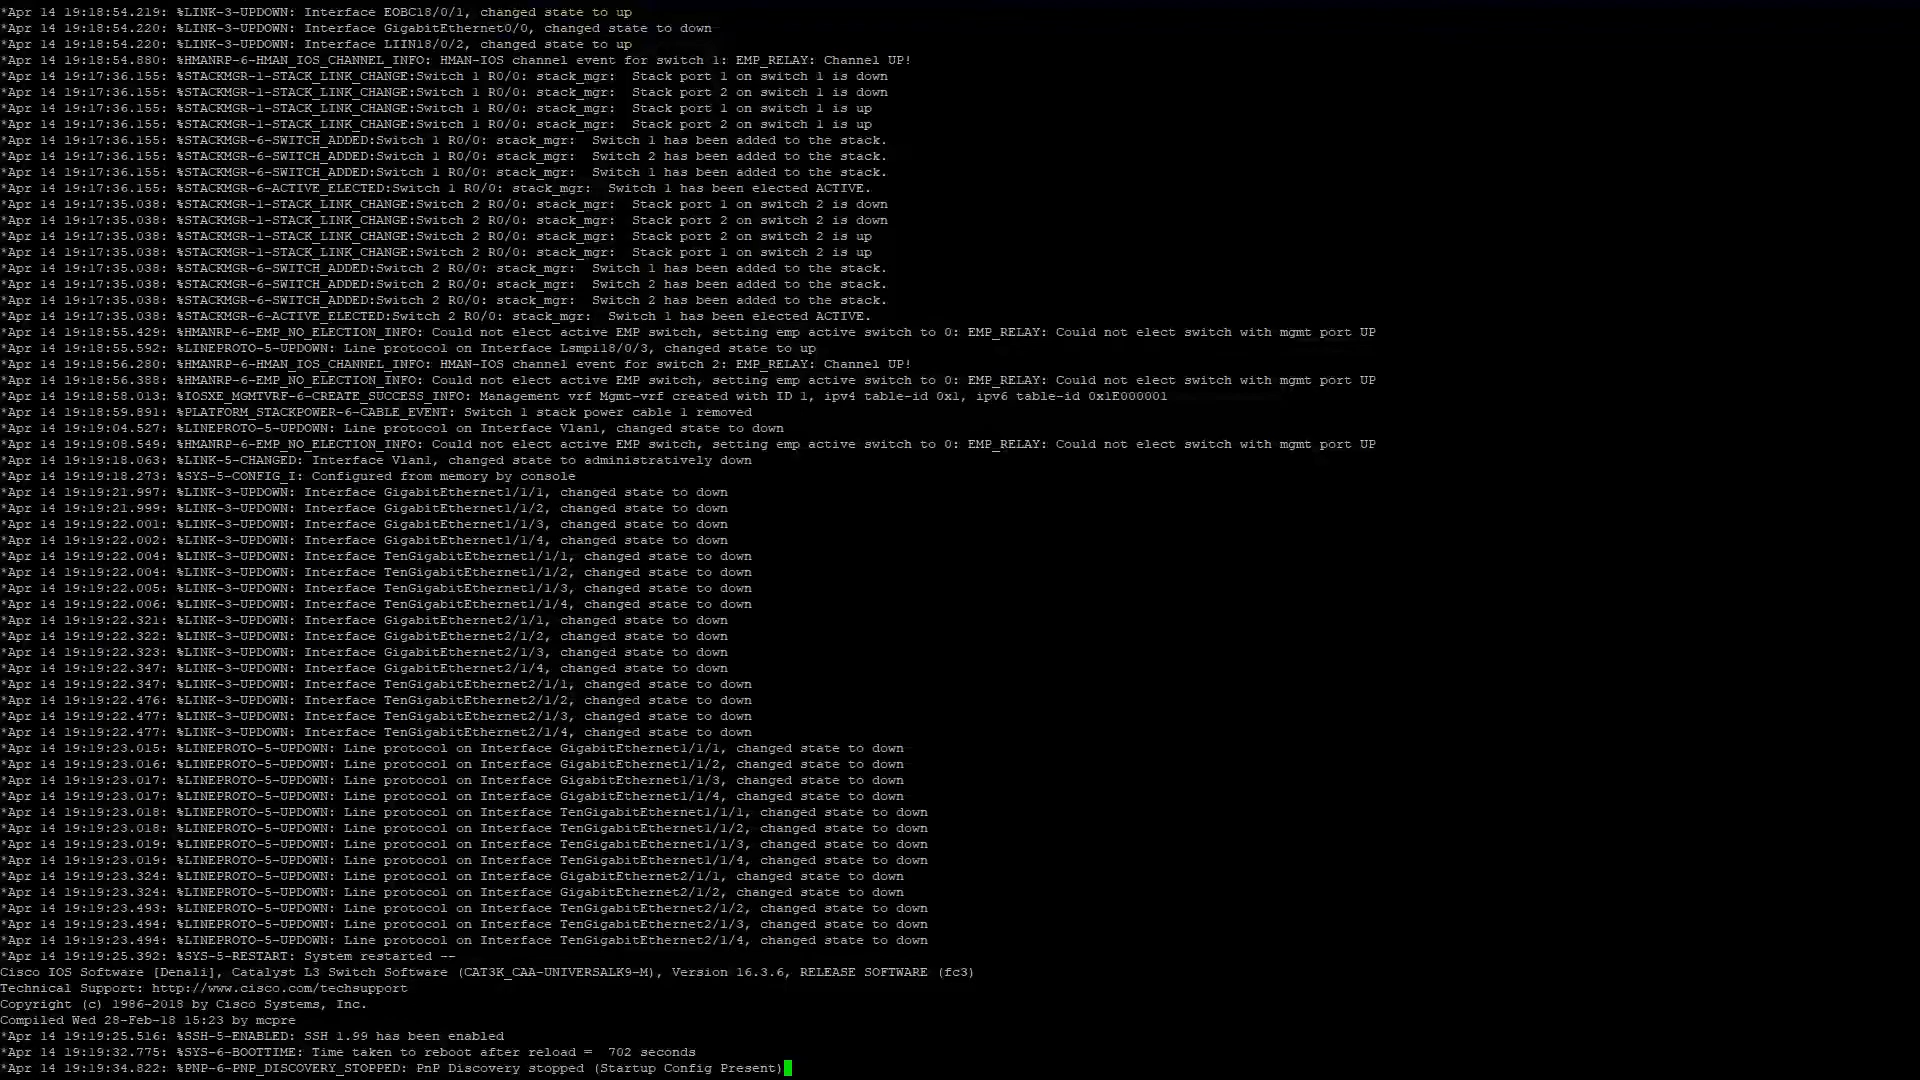 *Apr 14 19:18:54.219: %LINK-3-UPDOWN: Interface EOBC18/0/1, changed state to up
*Apr 14 19:18:54.220: %LINK-3-UPDOWN: Interface GigabitEthernet0/0, changed state to down
*Apr 14 19:18:54.220: %LINK-3-UPDOWN: Interface LIIN18/0/2, changed state to up
*Apr 14 19:18:54.880: %HMANRP-6-HMAN_IOS_CHANNEL_INFO: HMAN-IOS channel event for switch 1: EMP_RELAY: Channel UP!
*Apr 14 19:17:36.155: %STACKMGR-1-STACK_LINK_CHANGE:Switch 1 R0/0: stack_mgr:  Stack port 1 on switch 1 is down
*Apr 14 19:17:36.155: %STACKMGR-1-STACK_LINK_CHANGE:Switch 1 R0/0: stack_mgr:  Stack port 2 on switch 1 is down
*Apr 14 19:17:36.155: %STACKMGR-1-STACK_LINK_CHANGE:Switch 1 R0/0: stack_mgr:  Stack port 1 on switch 1 is up
*Apr 14 19:17:36.155: %STACKMGR-1-STACK_LINK_CHANGE:Switch 1 R0/0: stack_mgr:  Stack port 2 on switch 1 is up
*Apr 14 19:17:36.155: %STACKMGR-6-SWITCH_ADDED:Switch 1 R0/0: stack_mgr:  Switch 1 has been added to the stack.
*Apr 14 19:17:36.155: %STACKMGR-6-SWITCH_ADDED:Switch 1 R0/0: stack_mgr:  Switch 2 has been added to the stack.
*Apr 14 19:17:36.155: %STACKMGR-6-SWITCH_ADDED:Switch 1 R0/0: stack_mgr:  Switch 1 has been added to the stack.
*Apr 14 19:17:36.155: %STACKMGR-6-ACTIVE_ELECTED:Switch 1 R0/0: stack_mgr:  Switch 1 has been elected ACTIVE.
*Apr 14 19:17:35.038: %STACKMGR-1-STACK_LINK_CHANGE:Switch 2 R0/0: stack_mgr:  Stack port 1 on switch 2 is down
*Apr 14 19:17:35.038: %STACKMGR-1-STACK_LINK_CHANGE:Switch 2 R0/0: stack_mgr:  Stack port 2 on switch 2 is down
*Apr 14 19:17:35.038: %STACKMGR-1-STACK_LINK_CHANGE:Switch 2 R0/0: stack_mgr:  Stack port 2 on switch 2 is up
*Apr 14 19:17:35.038: %STACKMGR-1-STACK_LINK_CHANGE:Switch 2 R0/0: stack_mgr:  Stack port 1 on switch 2 is up
*Apr 14 19:17:35.038: %STACKMGR-6-SWITCH_ADDED:Switch 2 R0/0: stack_mgr:  Switch 1 has been added to the stack.
*Apr 14 19:17:35.038: %STACKMGR-6-SWITCH_ADDED:Switch 2 R0/0: stack_mgr:  Switch 2 has been added to the stack.
*Apr 14 19:17:35.038: %STACKMGR-6-SWITCH_ADDED:Switch 2 R0/0: stack_mgr:  Switch 2 has been added to the stack.
*Apr 14 19:17:35.038: %STACKMGR-6-ACTIVE_ELECTED:Switch 2 R0/0: stack_mgr:  Switch 1 has been elected ACTIVE.
*Apr 14 19:18:55.429: %HMANRP-6-EMP_NO_ELECTION_INFO: Could not elect active EMP switch, setting emp active switch to 0: EMP_RELAY: Could not elect switch with mgmt port UP
*Apr 14 19:18:55.592: %LINEPROTO-5-UPDOWN: Line protocol on Interface Lsmpi18/0/3, changed state to up
*Apr 14 19:18:56.280: %HMANRP-6-HMAN_IOS_CHANNEL_INFO: HMAN-IOS channel event for switch 2: EMP_RELAY: Channel UP!
*Apr 14 19:18:56.388: %HMANRP-6-EMP_NO_ELECTION_INFO: Could not elect active EMP switch, setting emp active switch to 0: EMP_RELAY: Could not elect switch with mgmt port UP
*Apr 14 19:18:58.013: %IOSXE_MGMTVRF-6-CREATE_SUCCESS_INFO: Management vrf Mgmt-vrf created with ID 1, ipv4 table-id 0x1, ipv6 table-id 0x1E000001
*Apr 14 19:18:59.891: %PLATFORM_STACKPOWER-6-CABLE_EVENT: Switch 1 stack power cable 1 removed
*Apr 14 19:19:04.527: %LINEPROTO-5-UPDOWN: Line protocol on Interface Vlan1, changed state to down
*Apr 14 19:19:08.549: %HMANRP-6-EMP_NO_ELECTION_INFO: Could not elect active EMP switch, setting emp active switch to 0: EMP_RELAY: Could not elect switch with mgmt port UP
*Apr 14 19:19:18.063: %LINK-5-CHANGED: Interface Vlan1, changed state to administratively down
*Apr 14 19:19:18.273: %SYS-5-CONFIG_I: Configured from memory by console
*Apr 14 19:19:21.997: %LINK-3-UPDOWN: Interface GigabitEthernet1/1/1, changed state to down
*Apr 14 19:19:21.999: %LINK-3-UPDOWN: Interface GigabitEthernet1/1/2, changed state to down
*Apr 14 19:19:22.001: %LINK-3-UPDOWN: Interface GigabitEthernet1/1/3, changed state to down
*Apr 14 19:19:22.002: %LINK-3-UPDOWN: Interface GigabitEthernet1/1/4, changed state to down
*Apr 14 19:19:22.004: %LINK-3-UPDOWN: Interface TenGigabitEthernet1/1/1, changed state to down
*Apr 14 19:19:22.004: %LINK-3-UPDOWN: Interface TenGigabitEthernet1/1/2, changed state to down
*Apr 14 19:19:22.005: %LINK-3-UPDOWN: Interface TenGigabitEthernet1/1/3, changed state to down
*Apr 14 19:19:22.006: %LINK-3-UPDOWN: Interface TenGigabitEthernet1/1/4, changed state to down
*Apr 14 19:19:22.321: %LINK-3-UPDOWN: Interface GigabitEthernet2/1/1, changed state to down
*Apr 14 19:19:22.322: %LINK-3-UPDOWN: Interface GigabitEthernet2/1/2, changed state to down
*Apr 14 19:19:22.323: %LINK-3-UPDOWN: Interface GigabitEthernet2/1/3, changed state to down
*Apr 14 19:19:22.347: %LINK-3-UPDOWN: Interface GigabitEthernet2/1/4, changed state to down
*Apr 14 19:19:22.347: %LINK-3-UPDOWN: Interface TenGigabitEthernet2/1/1, changed state to down
*Apr 14 19:19:22.476: %LINK-3-UPDOWN: Interface TenGigabitEthernet2/1/2, changed state to down
*Apr 14 19:19:22.477: %LINK-3-UPDOWN: Interface TenGigabitEthernet2/1/3, changed state to down
*Apr 14 19:19:22.477: %LINK-3-UPDOWN: Interface TenGigabitEthernet2/1/4, changed state to down
*Apr 14 19:19:23.015: %LINEPROTO-5-UPDOWN: Line protocol on Interface GigabitEthernet1/1/1, changed state to down
*Apr 14 19:19:23.016: %LINEPROTO-5-UPDOWN: Line protocol on Interface GigabitEthernet1/1/2, changed state to down
*Apr 14 19:19:23.017: %LINEPROTO-5-UPDOWN: Line protocol on Interface GigabitEthernet1/1/3, changed state to down
*Apr 14 19:19:23.017: %LINEPROTO-5-UPDOWN: Line protocol on Interface GigabitEthernet1/1/4, changed state to down
*Apr 14 19:19:23.018: %LINEPROTO-5-UPDOWN: Line protocol on Interface TenGigabitEthernet1/1/1, changed state to down
*Apr 14 19:19:23.018: %LINEPROTO-5-UPDOWN: Line protocol on Interface TenGigabitEthernet1/1/2, changed state to down
*Apr 14 19:19:23.019: %LINEPROTO-5-UPDOWN: Line protocol on Interface TenGigabitEthernet1/1/3, changed state to down
*Apr 14 19:19:23.019: %LINEPROTO-5-UPDOWN: Line protocol on Interface TenGigabitEthernet1/1/4, changed state to down
*Apr 14 19:19:23.324: %LINEPROTO-5-UPDOWN: Line protocol on Interface GigabitEthernet2/1/1, changed state to down
*Apr 14 19:19:23.324: %LINEPROTO-5-UPDOWN: Line protocol on Interface GigabitEthernet2/1/2, changed state to down
*Apr 14 19:19:23.493: %LINEPROTO-5-UPDOWN: Line protocol on Interface TenGigabitEthernet2/1/2, changed state to down
*Apr 14 19:19:23.494: %LINEPROTO-5-UPDOWN: Line protocol on Interface TenGigabitEthernet2/1/3, changed state to down
*Apr 14 19:19:23.494: %LINEPROTO-5-UPDOWN: Line protocol on Interface TenGigabitEthernet2/1/4, changed state to down
*Apr 14 19:19:25.392: %SYS-5-RESTART: System restarted --
Cisco IOS Software [Denali], Catalyst L3 Switch Software (CAT3K_CAA-UNIVERSALK9-M), Version 16.3.6, RELEASE SOFTWARE (fc3)
Technical Support: http://www.cisco.com/techsupport
Copyright (c) 1986-2018 by Cisco Systems, Inc.
Compiled Wed 28-Feb-18 15:23 by mcpre
*Apr 14 19:19:25.516: %SSH-5-ENABLED: SSH 1.99 has been enabled
*Apr 14 19:19:32.775: %SYS-6-BOOTTIME: Time taken to reboot after reload =  702 seconds
*Apr 14 19:19:34.822: %PNP-6-PNP_DISCOVERY_STOPPED: PnP Discovery stopped (Startup Config Present)